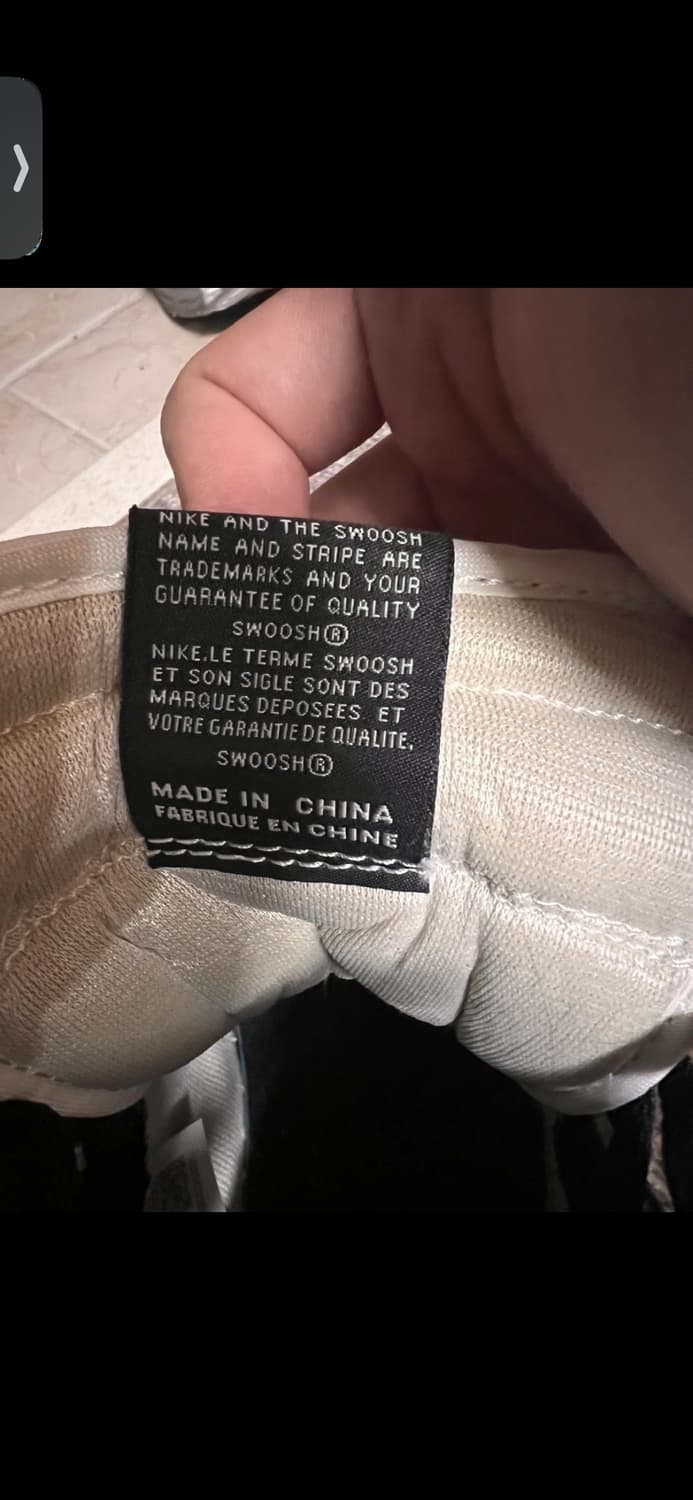 NIKE AND THE SWOOSH
NAME AND STRIPE ARE
TRADEMARKS AND YOUR
GUARANTEE OF QUALITY
SWOOSH®
NIKE.LE TERME SWOOSH
ET SON SIGLE SONT DES
MARQUES DEPOSEES ET
VOTRE GARANTIE DE QUALITE,
SWOOSH®
MADE IN CHINA
FABRIQUE EN CHINE